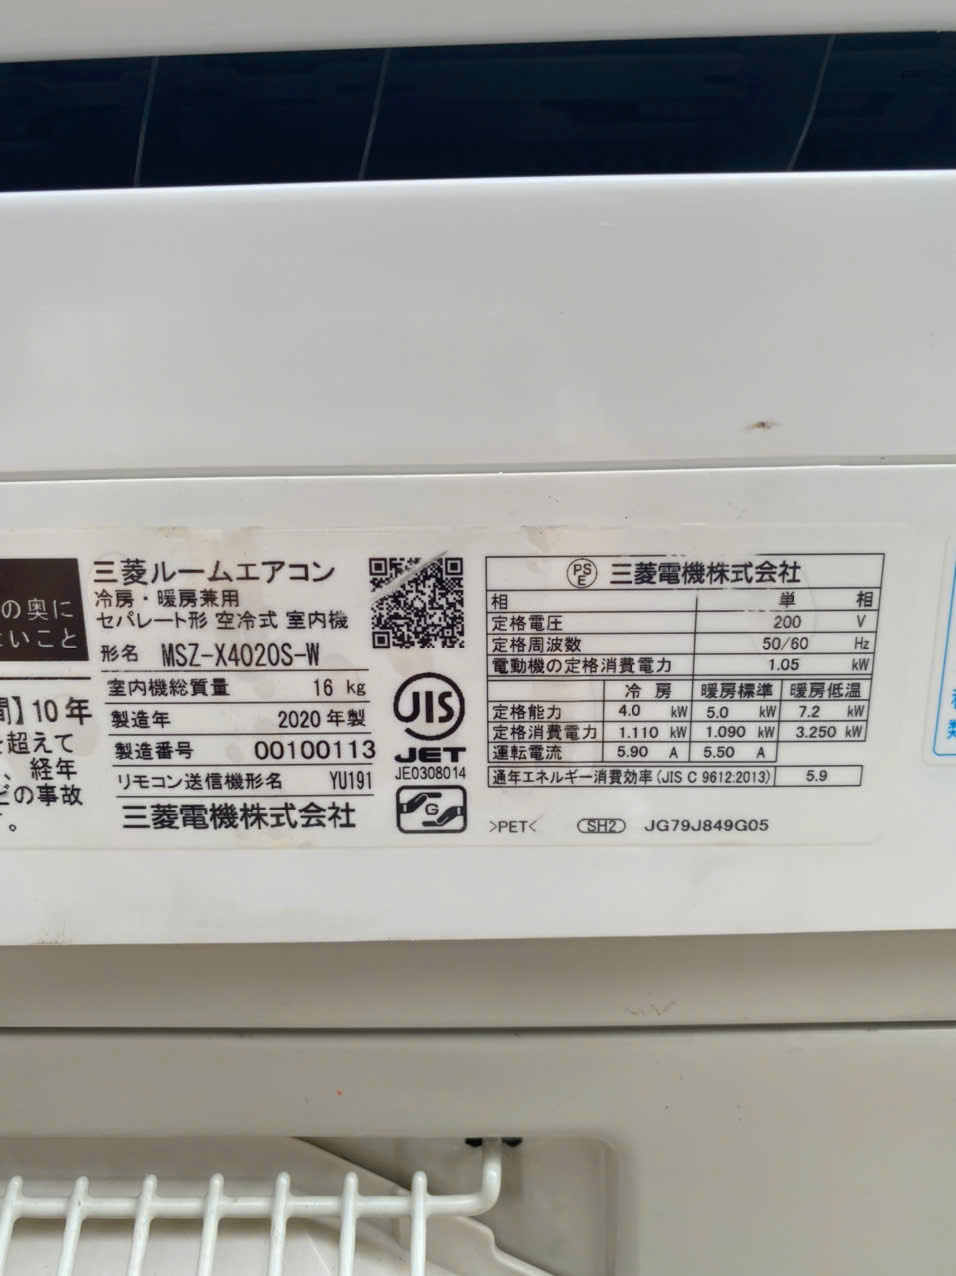 の奥に
いこと
】10年
を超えて
、経年
どの事故
。
三菱ルームエアコン
冷房・暖房兼用
セパレート形 空冷式 室内機
形名 MSZ-X4020S-W
室内機総質量 16 kg
製造年 2020 年製
製造番号 00100113
リモコン送信機形名 YU191
三菱電機株式会社
JIS
JET
JE0308014
G
PS E 三菱電機株式会社
相 単 相
定格電圧 200 V
定格周波数 50/60 Hz
電動機の定格消費電力 1.05 kW
冷 房 暖房標準 暖房低温
定格能力 4.0 kW 5.0 kW 7.2 kW
定格消費電力 1.110 kW 1.090 kW 3.250 kW
運転電流 5.90 A 5.50 A
通年エネルギー消費効率(JIS C 9612:2013) 5.9
>PET< SH2 JG79J849G05